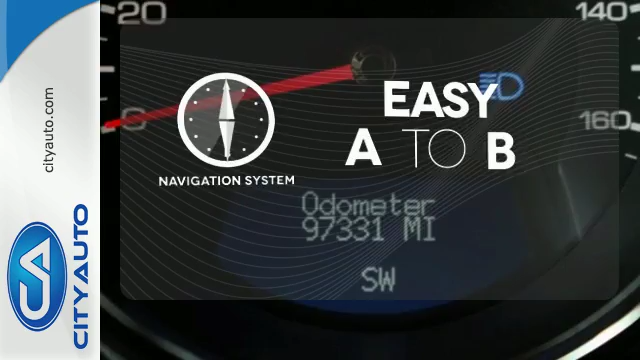 20
140
0
160
cityauto.com
CITYAUTO
NAVIGATION SYSTEM
EASY
A TO B
Odometer
97331 MI
SW